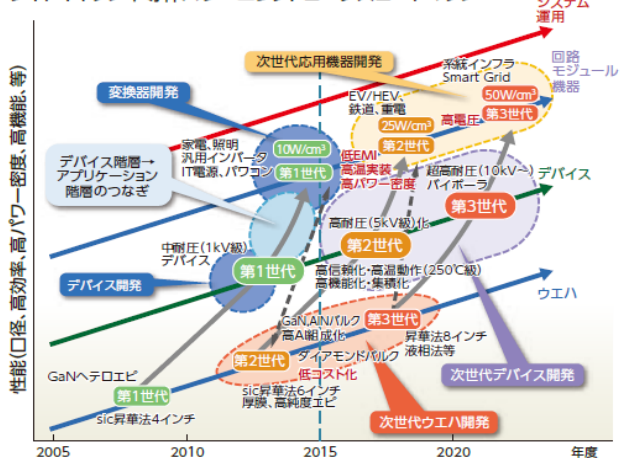 システム
運用
次世代応用機器開発
系統インフラ
Smart Grid
回路
モジュール
機器
変換器開発
EV/HEV、
鉄道、重電
50W/cm³
第3世代
高電圧
25W/cm³
第2世代
家電、照明
汎用インバータ
IT電源、パワコン
10W/cm³
第1世代
低EMI
高温実装
高パワー密度
デバイス階層→
アプリケーション
階層のつなぎ
超高耐圧(10kV〜)
バイポーラ
デバイス
第3世代
高耐圧(5kV級)化
第2世代
中耐圧(1kV級)
デバイス
第1世代
高信頼化・高温動作(250℃級)
高機能化・集積化
デバイス開発
ウエハ
GaN,AlNバルク
高Al組成化
第3世代
昇華法8インチ
液相法等
第2世代
ダイアモンドバルク
低コスト化
GaNヘテロエピ
第1世代
sic昇華法4インチ
sic昇華法6インチ
厚膜、高純度エピ
次世代デバイス開発
次世代ウエハ開発
性能(口径、高効率、高パワー密度、高機能、等)
2005
2010
2015
2020
年度